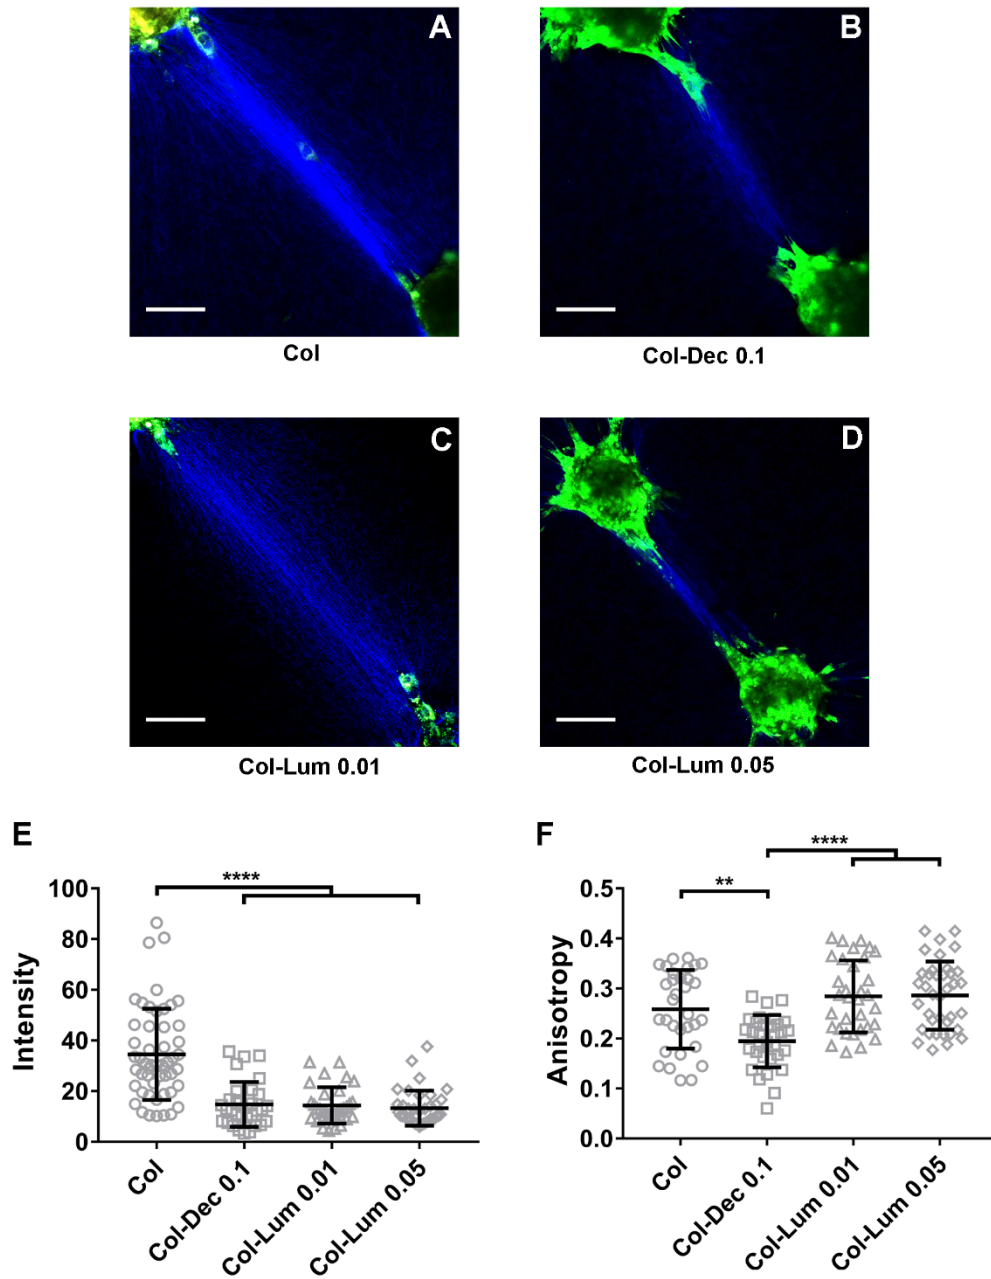 A
B
Col
Col-Dec 0.1
C
D
Col-Lum 0.01
Col-Lum 0.05
E
****
Intensity
100
80
60
40
20
0
Col
Col-Dec 0.1
Col-Lum 0.01
Col-Lum 0.05
F
****
**
Anisotropy
0.5
0.4
0.3
0.2
0.1
0.0
Col
Col-Dec 0.1
Col-Lum 0.01
Col-Lum 0.05